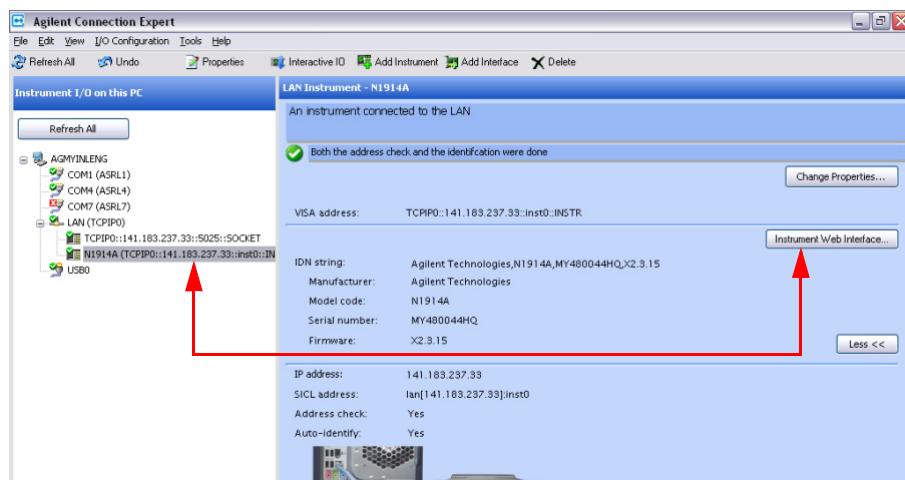 Agilent Connection Expert
File Edit View I/O Configuration Tools Help
Refresh All Undo Properties Interactive IO Add Instrument Add Interface Delete
Instrument I/O on this PC
LAN Instrument - N1914A
An instrument connected to the LAN
Refresh All
Both the address check and the identifcation were done
AGMYINLENG
COM1 (ASRL1)
Change Properties...
COM4 (ASRL4)
COM7 (ASRL7)
VISA address: TCPIP0::141.183.237.33::inst0::INSTR
LAN (TCPIP0)
TCPIP0::141.183.237.33::5025::SOCKET
Instrument Web Interface...
N1914A (TCPIP0::141.183.237.33::inst0::IN
USB0
IDN string: Agilent Technologies,N1914A,MY480044HQ,X2.3.15
Manufacturer: Agilent Technologies
Model code: N1914A
Serial number: MY480044HQ
Firmware: X2.3.15
Less <<
IP address: 141.183.237.33
SICL address: lan[141.183.237.33]:inst0
Address check: Yes
Auto-identify: Yes